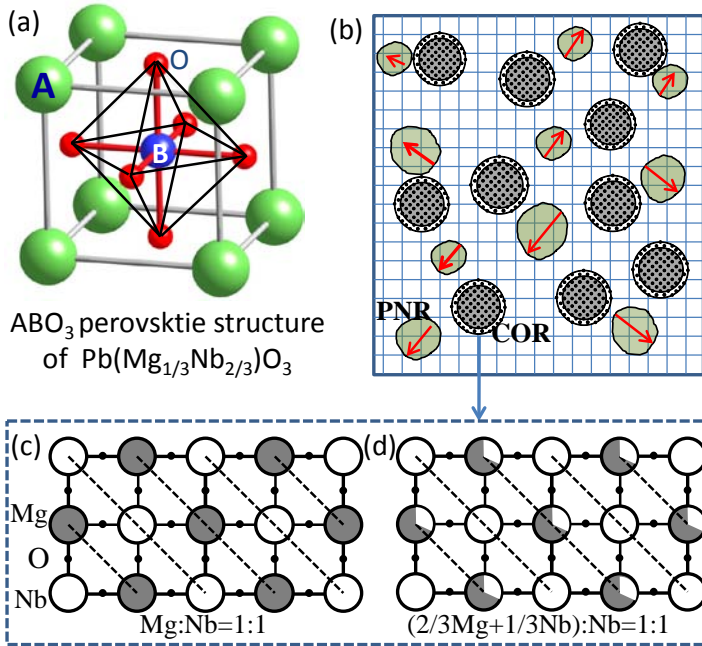 (a)
A
O
B
ABO₃ perovsktie structure
of Pb(Mg₁/₃Nb₂/₃)O₃
(b)
PNR
COR
(c)
Mg
O
Nb
Mg:Nb=1:1
(d)
(2/3Mg+1/3Nb):Nb=1:1